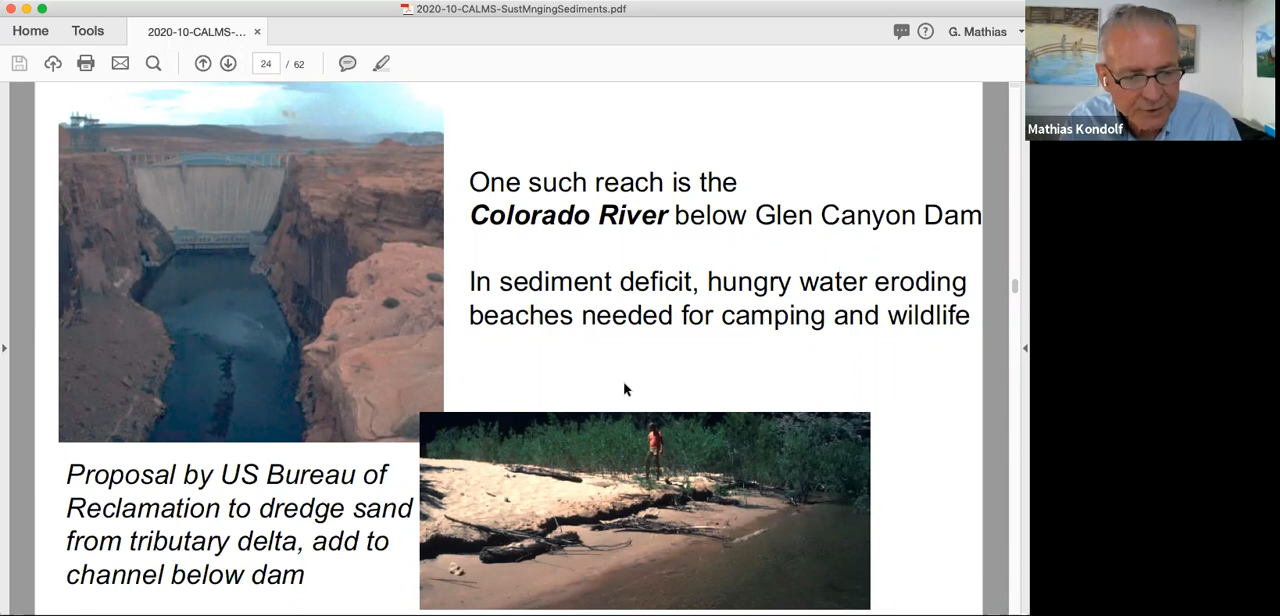 2020-10-CALMS-SustMngingSediments.pdf
Home Tools 2020-10-CALMS-... × G. Mathias
24 / 62
One such reach is the
Colorado River below Glen Canyon Dam
In sediment deficit, hungry water eroding
beaches needed for camping and wildlife
Proposal by US Bureau of
Reclamation to dredge sand
from tributary delta, add to
channel below dam
Mathias Kondolf